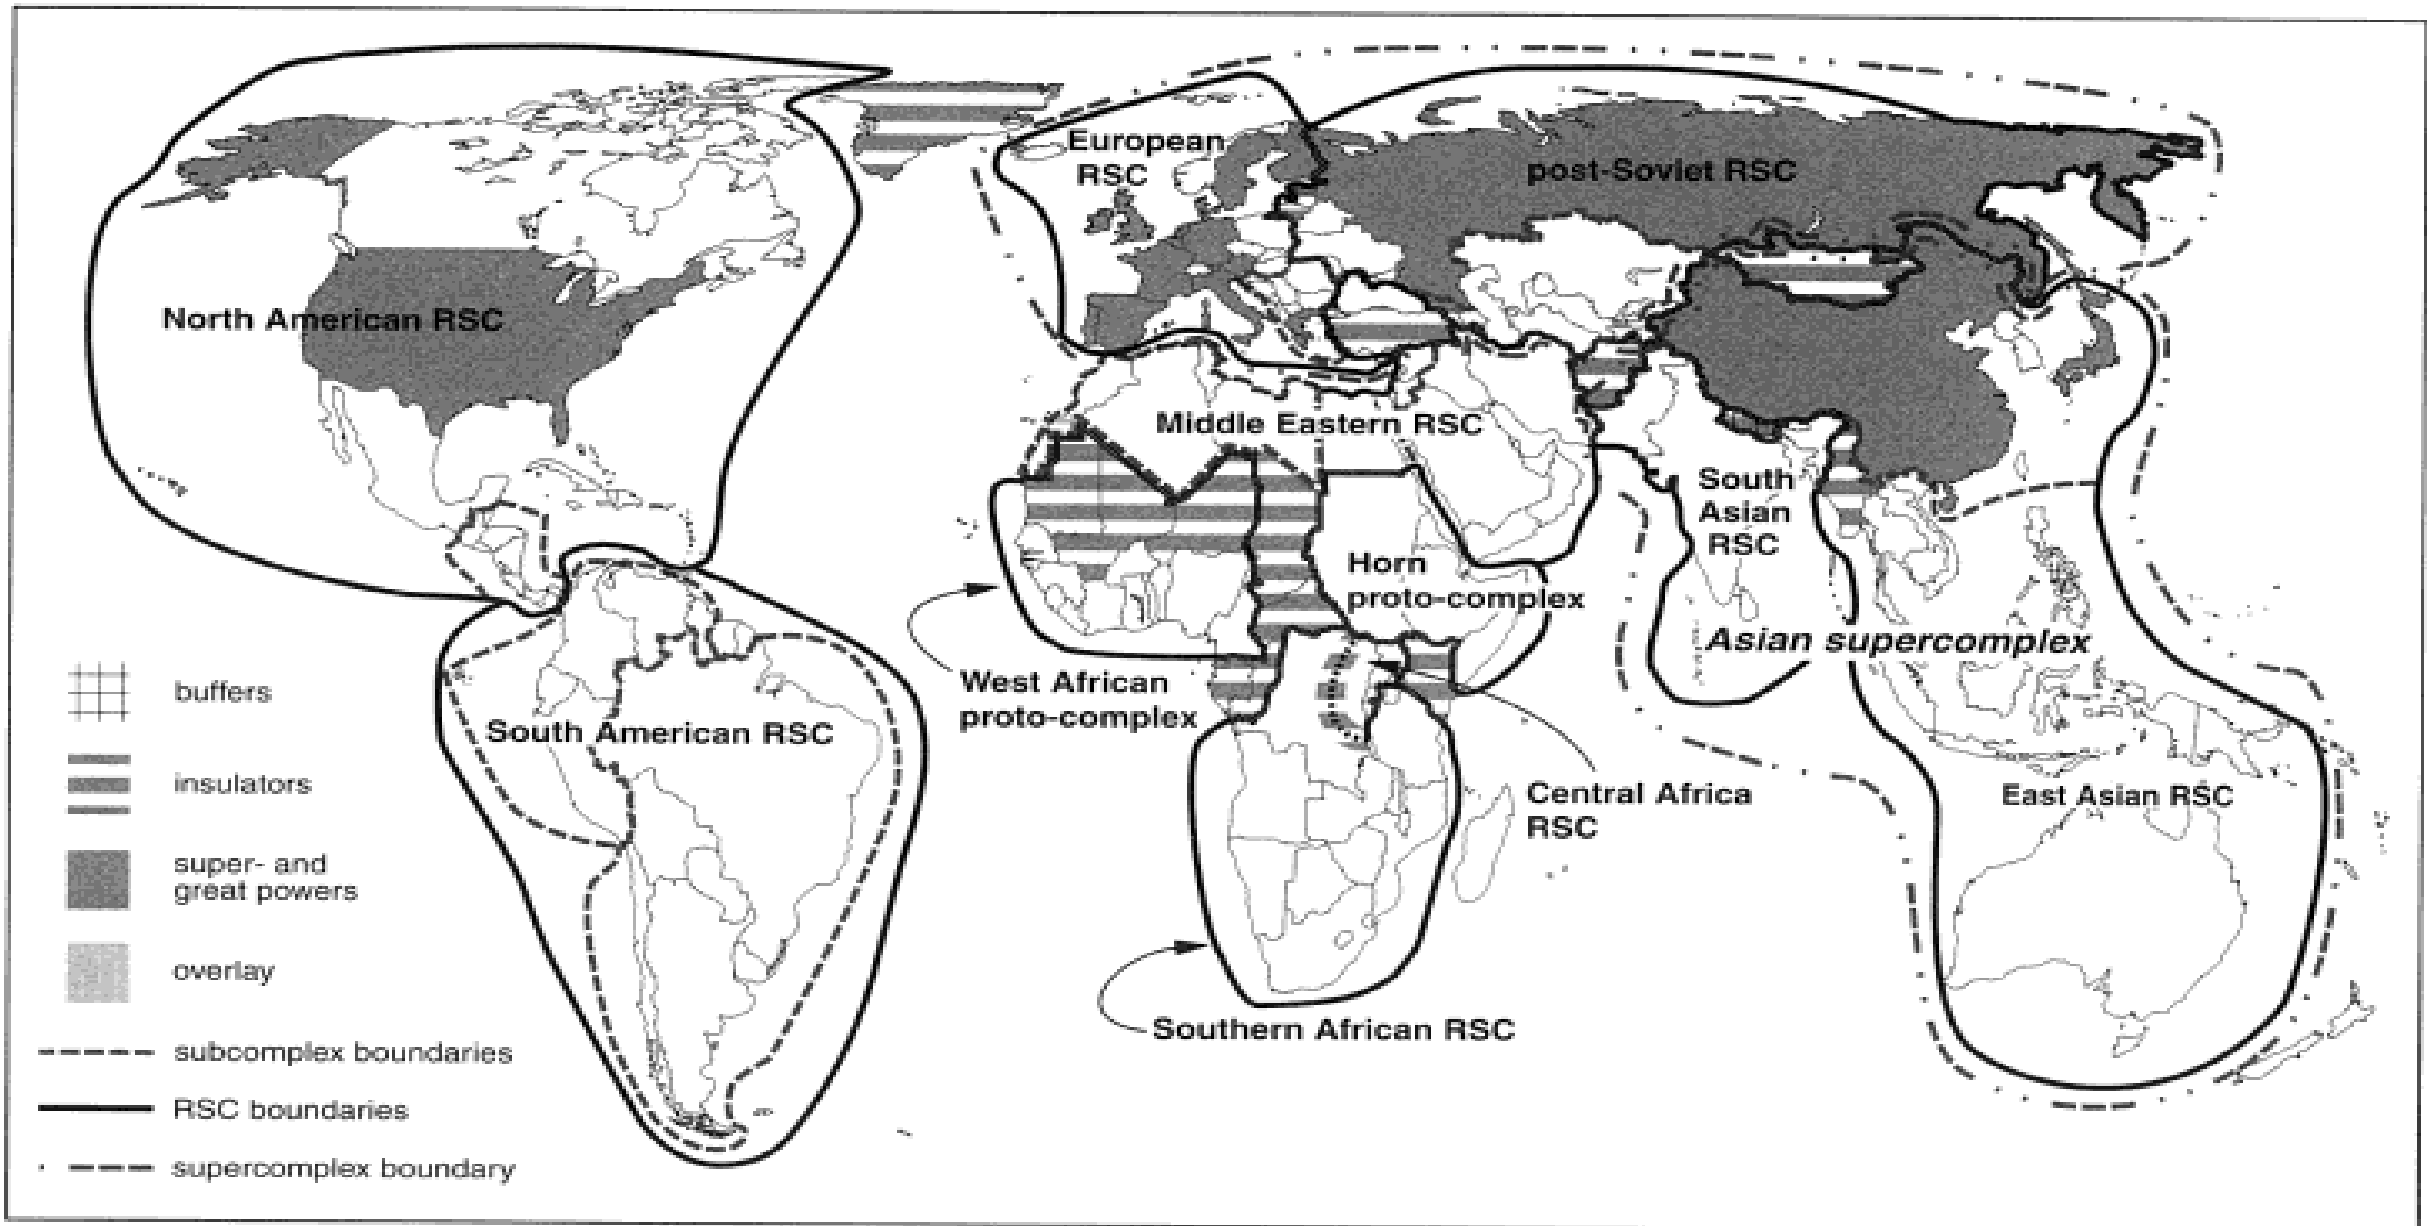 European
RSC
post-Soviet RSC
North American RSC
Middle Eastern RSC
South
Asian
RSC
Horn
proto-complex
Asian supercomplex
West African
proto-complex
South American RSC
Central Africa
RSC
East Asian RSC
Southern African RSC
buffers
insulators
super- and
great powers
overlay
subcomplex boundaries
RSC boundaries
supercomplex boundary